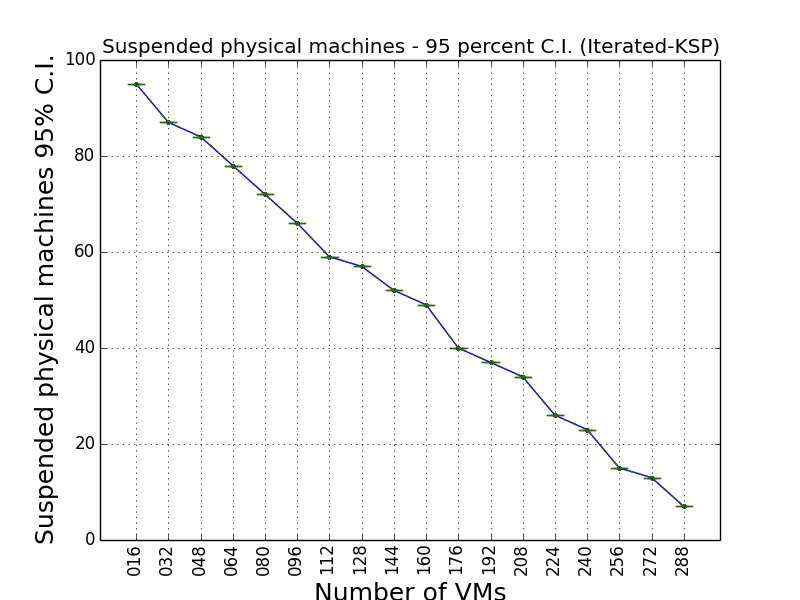 Suspended physical machines - 95 percent C.I. (Iterated-KSP)
Suspended physical machines 95% C.I.
100
80
60
40
20
0
016 032 048 064 080 096 112 128 144 160 176 192 208 224 240 256 272 288
Number of VMs